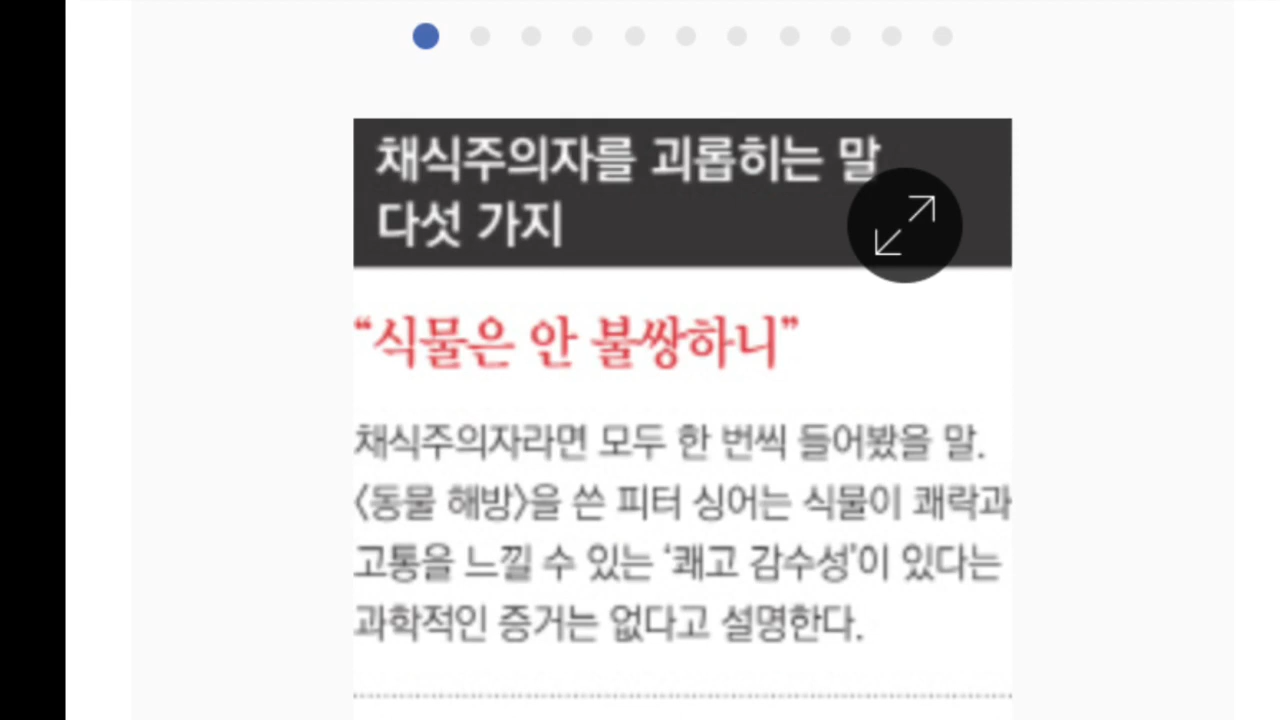 채식주의자를 괴롭히는 말
다섯 가지
“식물은 안 불쌍하니”
채식주의자라면 모두 한 번씩 들어봤을 말.
〈동물 해방〉을 쓴 피터 싱어는 식물이 쾌락과
고통을 느낄 수 있는 ‘쾌고 감수성’이 있다는
과학적인 증거는 없다고 설명한다.